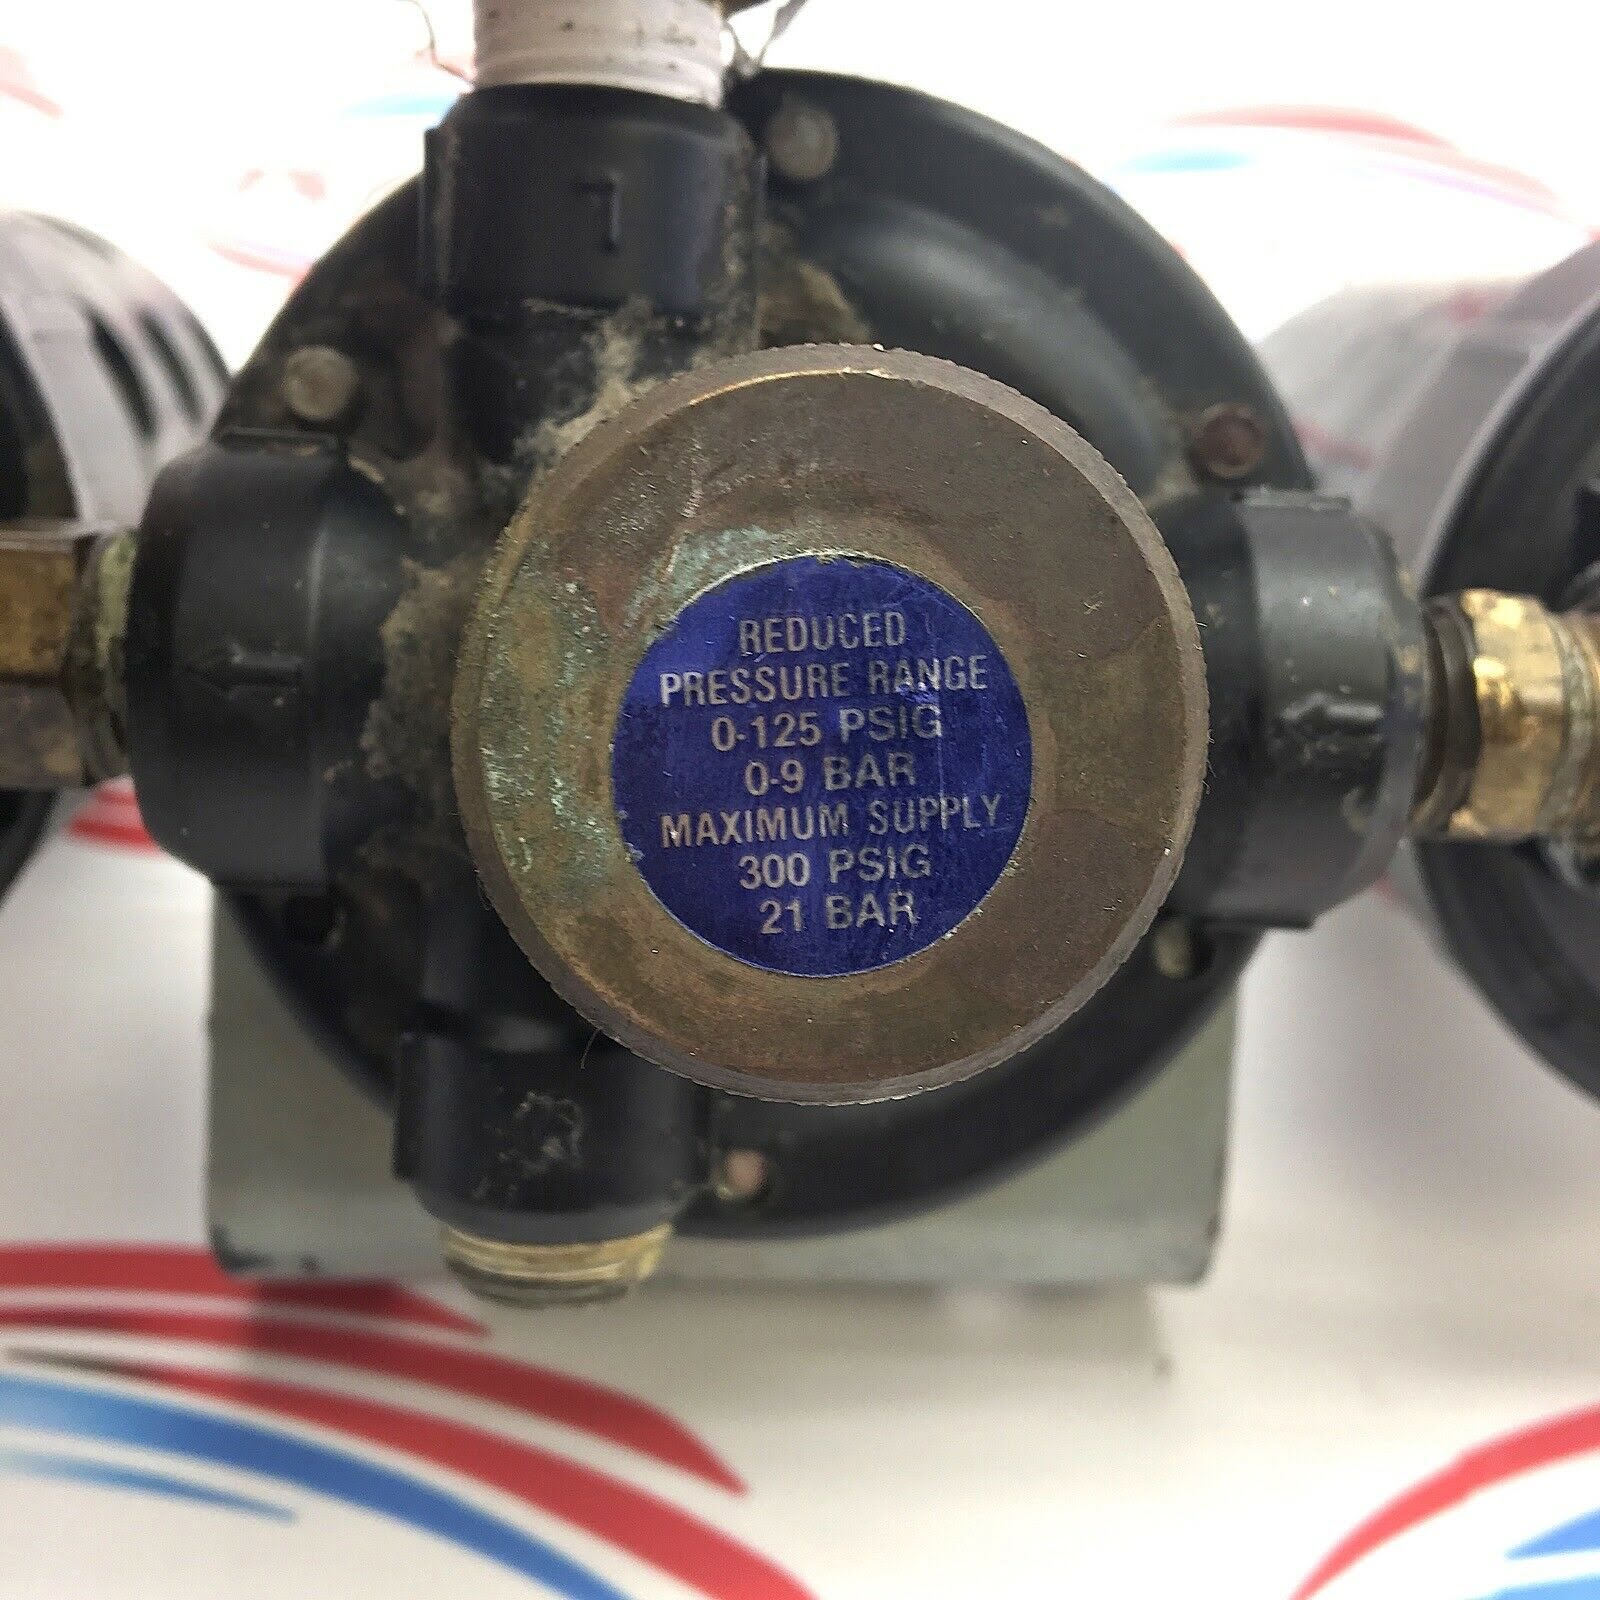 REDUCED
PRESSURE RANGE
0-125 PSIG
0-9 BAR
MAXIMUM SUPPLY
300 PSIG
21 BAR